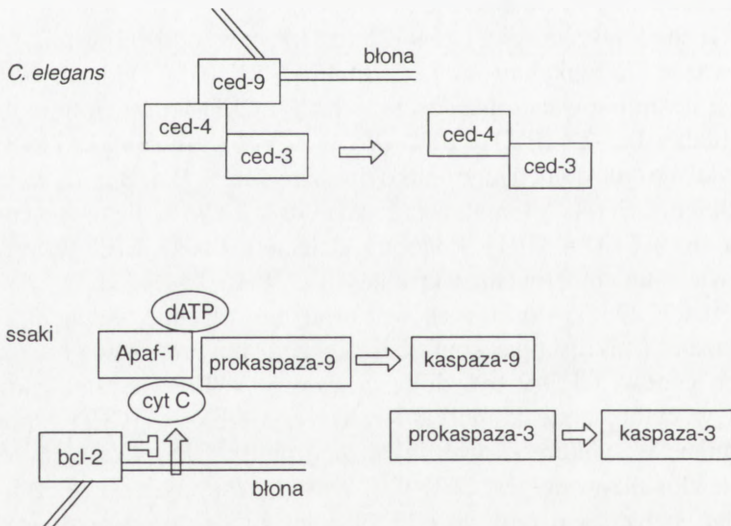 błona
C. elegans
ced-9
ced-4
ced-3
ced-4
ced-3
dATP
ssaki
Apaf-1
prokaspaza-9
kaspaza-9
cyt C
prokaspaza-3
kaspaza-3
bcl-2
błona